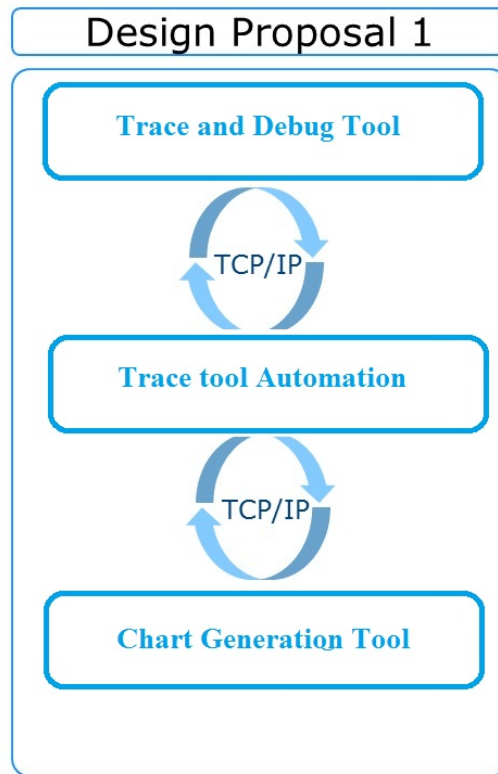 Design Proposal 1
Trace and Debug Tool
TCP/IP
Trace tool Automation
TCP/IP
Chart Generation Tool